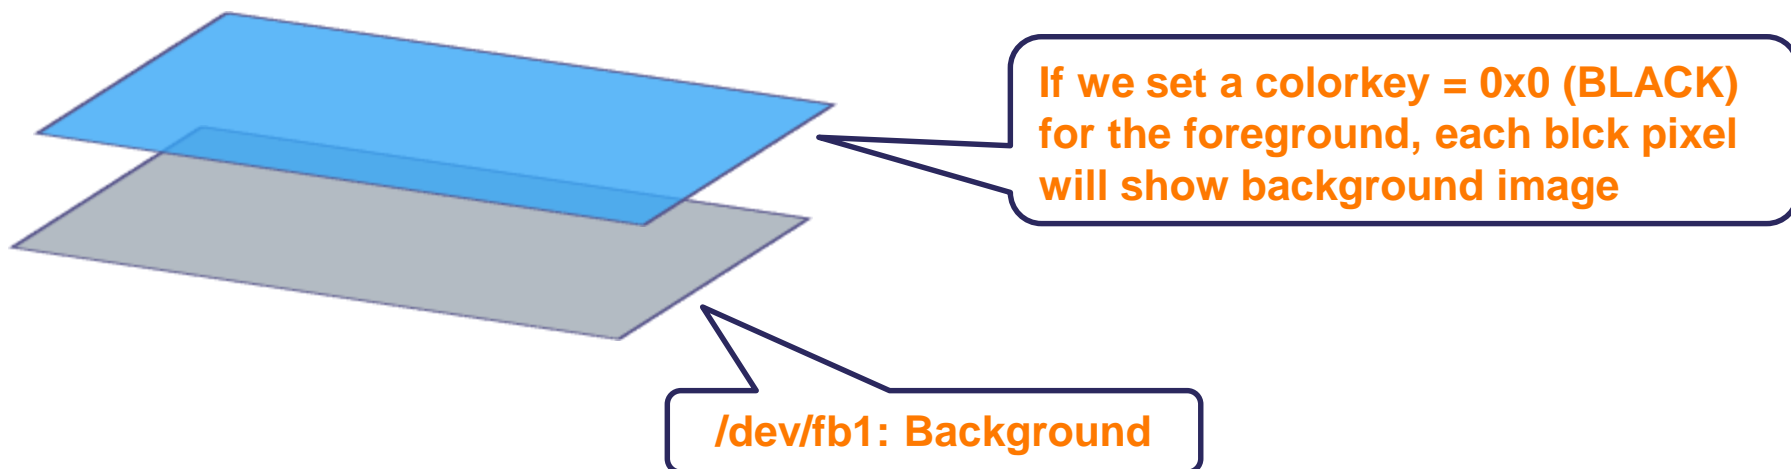 If we set a colorkey = 0x0 (BLACK)
for the foreground, each blck pixel
will show background image
/dev/fb1: Background